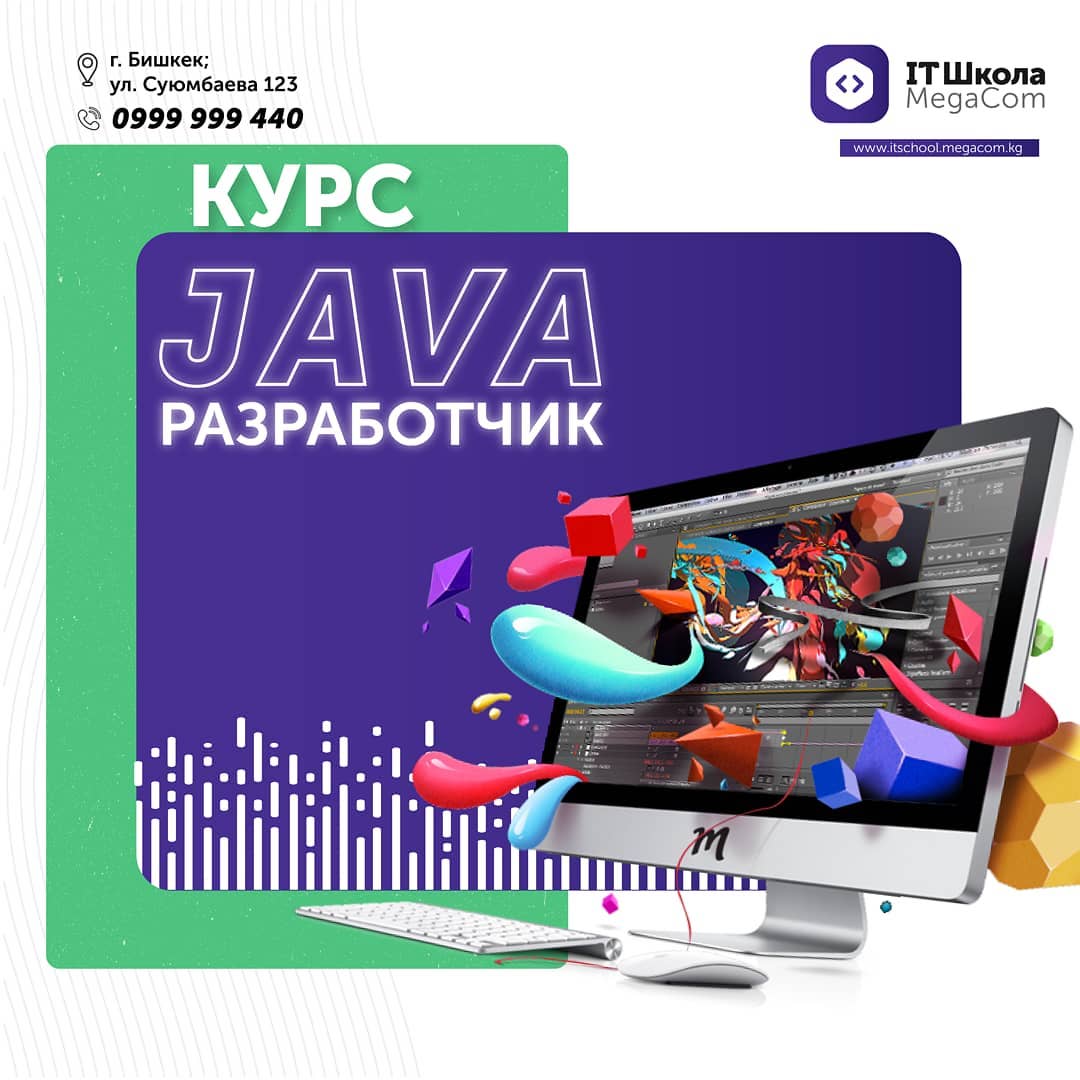 г. Бишкек;
ул. Суюмбаева 123
0999 999 440
IT Школа
MegaCom
www.itschool.megacom.kg
КУРС
JAVA
РАЗРАБОТЧИК
m